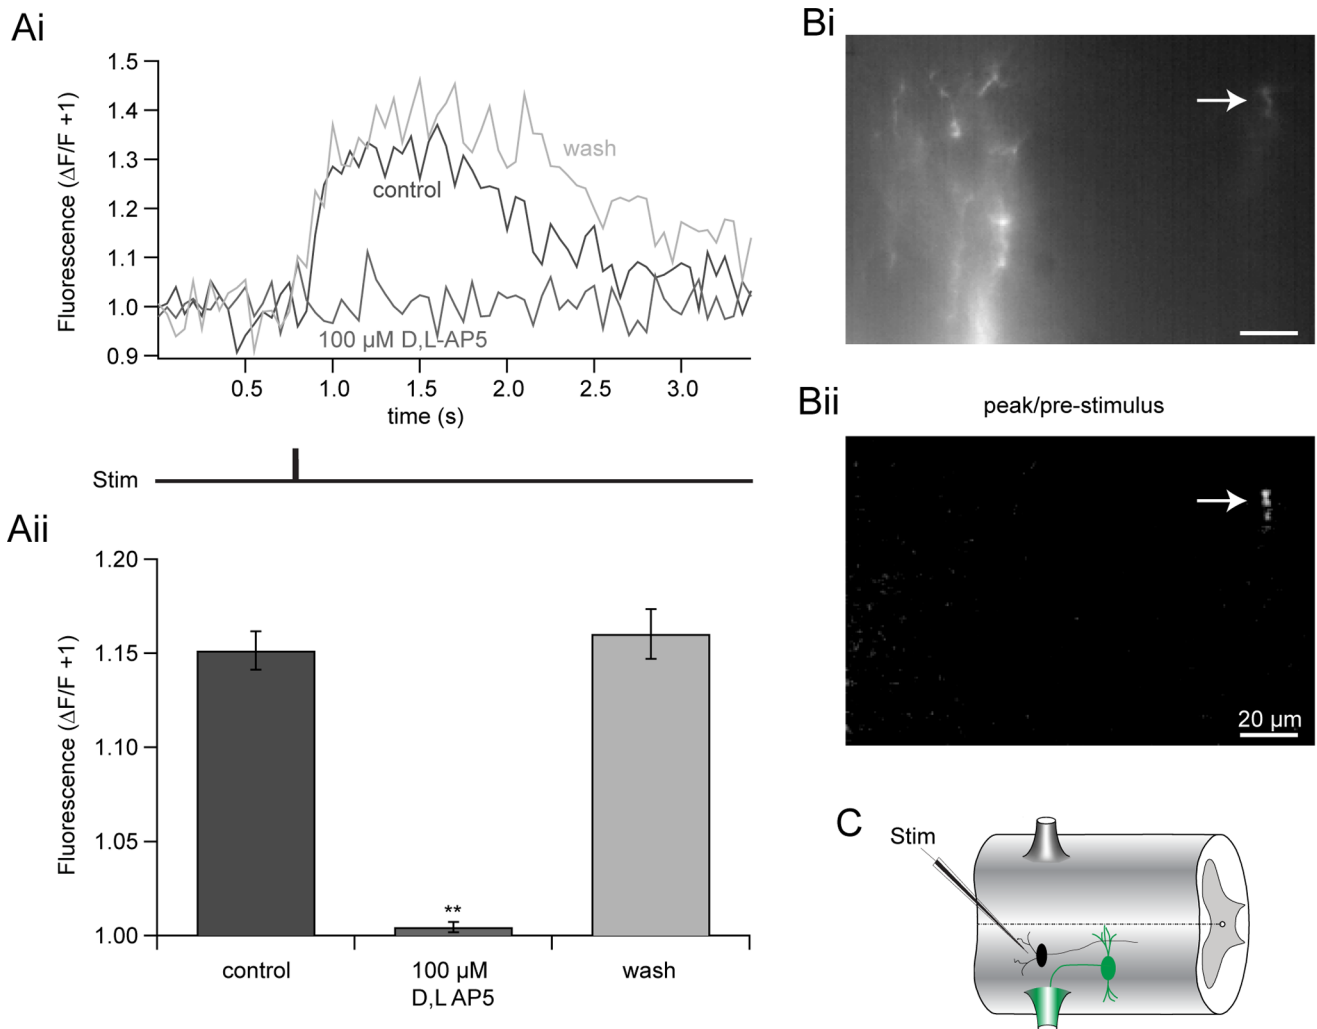 Ai
Fluorescence (ΔF/F +1)
1.5
1.4
1.3
1.2
1.1
1.0
0.9
wash
control
100 µM D,L-AP5
0.5 1.0 1.5 2.0 2.5 3.0
time (s)
Stim
Aii
Fluorescence (ΔF/F +1)
1.20
1.15
1.10
1.05
1.00
**
control
100 µM
D,L AP5
wash
Bi
Bii
peak/pre-stimulus
20 µm
C
Stim